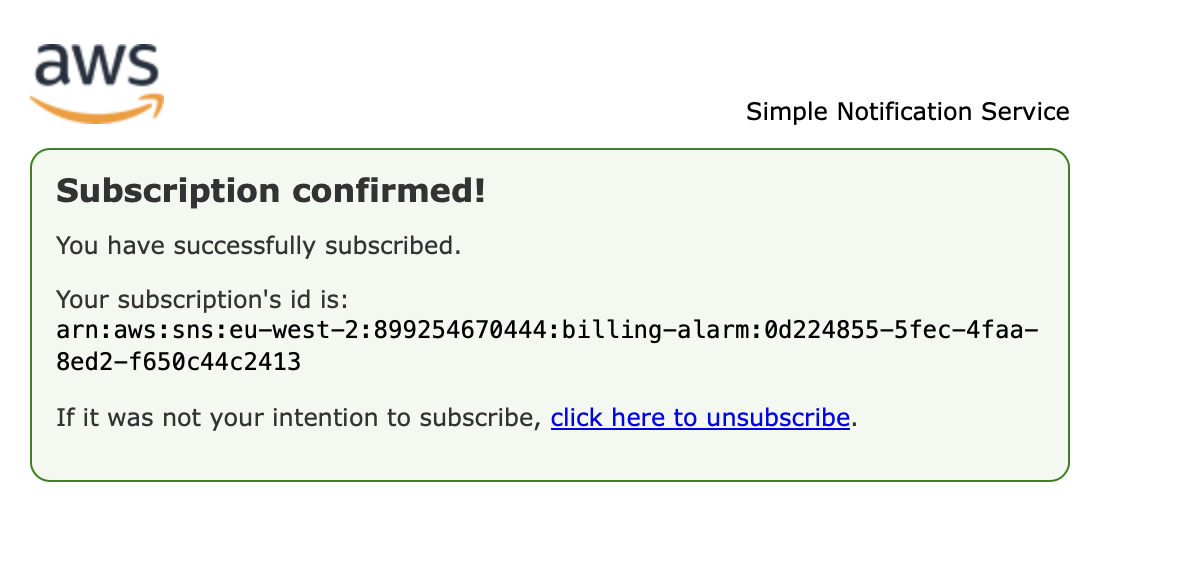 aws
Simple Notification Service
Subscription confirmed!
You have successfully subscribed.
Your subscription's id is:
arn:aws:sns:eu-west-2:899254670444:billing-alarm:0d224855-5fec-4faa-
8ed2-f650c44c2413
If it was not your intention to subscribe, click here to unsubscribe.